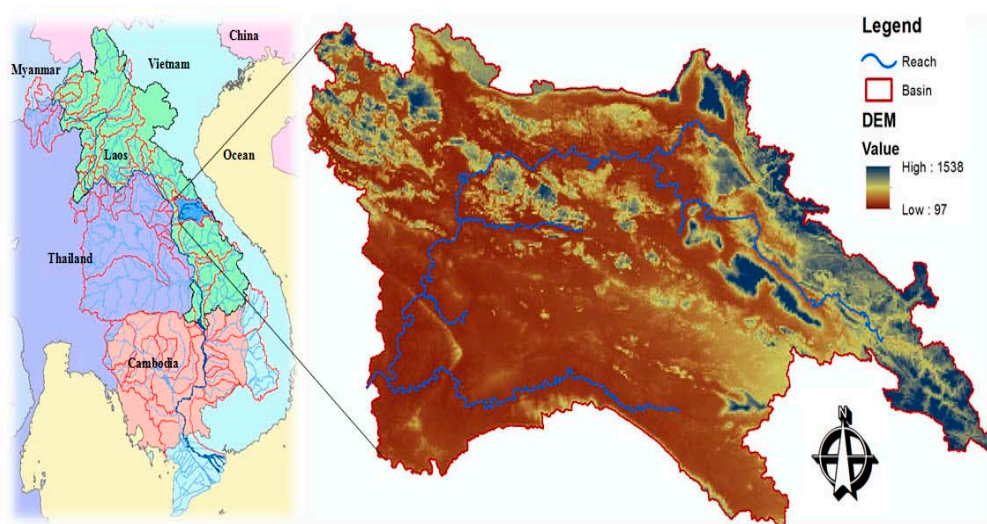 China
Myanmar
Vietnam
Laos
Ocean
Thailand
Cambodia
Legend
Reach
Basin
DEM
Value
High : 1538
Low : 97
N